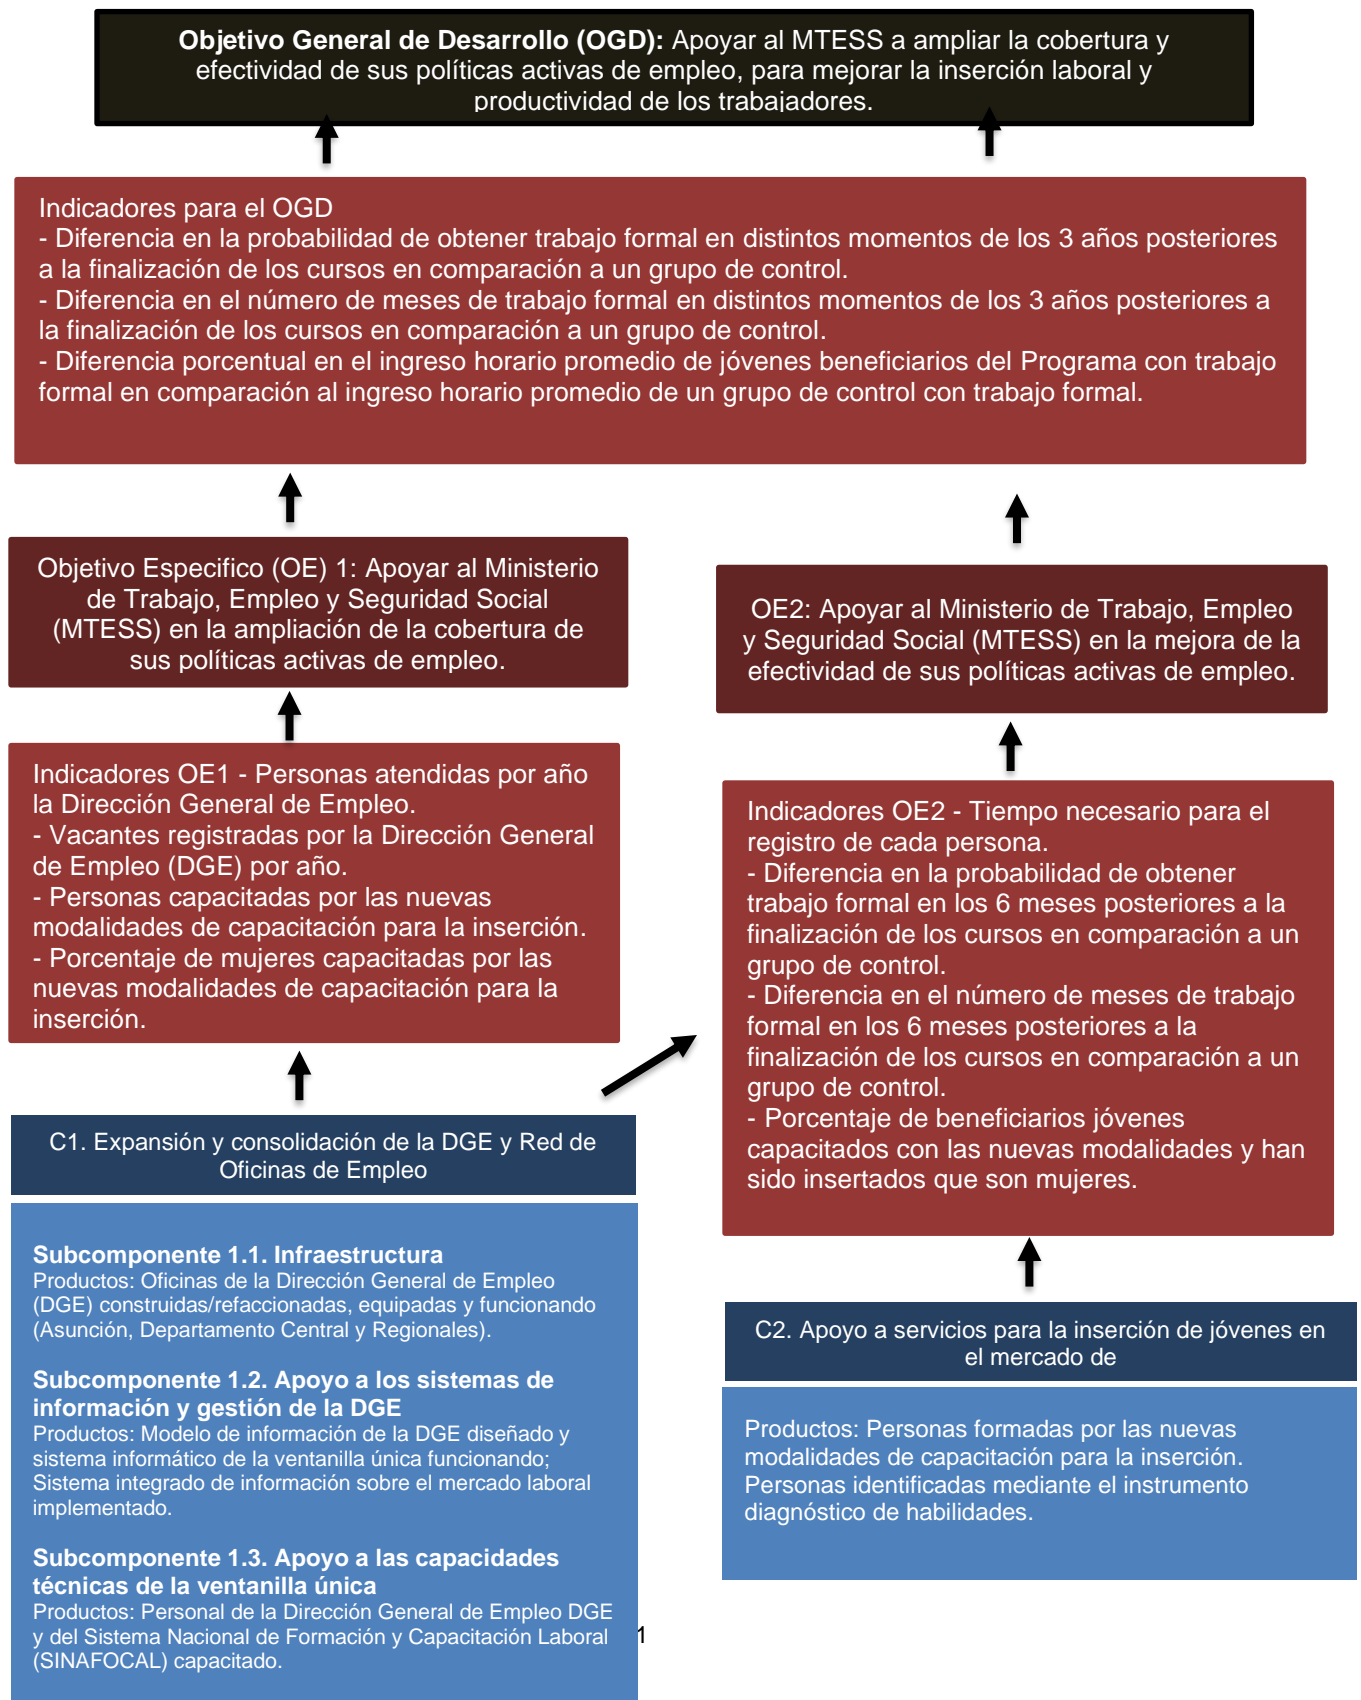 Objetivo General de Desarrollo (OGD): Apoyar al MTESS a ampliar la cobertura y
efectividad de sus políticas activas de empleo, para mejorar la inserción laboral y
productividad de los trabajadores.
Indicadores para el OGD
- Diferencia en la probabilidad de obtener trabajo formal en distintos momentos de los 3 años posteriores
a la finalización de los cursos en comparación a un grupo de control.
- Diferencia en el número de meses de trabajo formal en distintos momentos de los 3 años posteriores a
la finalización de los cursos en comparación a un grupo de control.
- Diferencia porcentual en el ingreso horario promedio de jóvenes beneficiarios del Programa con trabajo
formal en comparación al ingreso horario promedio de un grupo de control con trabajo formal.
Objetivo Especifico (OE) 1: Apoyar al Ministerio
de Trabajo, Empleo y Seguridad Social
(MTESS) en la ampliación de la cobertura de
sus políticas activas de empleo.
OE2: Apoyar al Ministerio de Trabajo, Empleo
y Seguridad Social (MTESS) en la mejora de la
efectividad de sus políticas activas de empleo.
Indicadores OE1 - Personas atendidas por año
la Dirección General de Empleo.
- Vacantes registradas por la Dirección General
de Empleo (DGE) por año.
- Personas capacitadas por las nuevas
modalidades de capacitación para la inserción.
- Porcentaje de mujeres capacitadas por las
nuevas modalidades de capacitación para la
inserción.
Indicadores OE2 - Tiempo necesario para el
registro de cada persona.
- Diferencia en la probabilidad de obtener
trabajo formal en los 6 meses posteriores a la
finalización de los cursos en comparación a un
grupo de control.
- Diferencia en el número de meses de trabajo
formal en los 6 meses posteriores a la
finalización de los cursos en comparación a un
grupo de control.
- Porcentaje de beneficiarios jóvenes
capacitados con las nuevas modalidades y han
sido insertados que son mujeres.
C1. Expansión y consolidación de la DGE y Red de
Oficinas de Empleo
Subcomponente 1.1. Infraestructura
Productos: Oficinas de la Dirección General de Empleo
(DGE) construidas/refaccionadas, equipadas y funcionando
(Asunción, Departamento Central y Regionales).
Subcomponente 1.2. Apoyo a los sistemas de
información y gestión de la DGE
Productos: Modelo de información de la DGE diseñado y
sistema informático de la ventanilla única funcionando;
Sistema integrado de información sobre el mercado laboral
implementado.
Subcomponente 1.3. Apoyo a las capacidades
técnicas de la ventanilla única
Productos: Personal de la Dirección General de Empleo DGE
y del Sistema Nacional de Formación y Capacitación Laboral
(SINAFOCAL) capacitado.
C2. Apoyo a servicios para la inserción de jóvenes en
el mercado de
Productos: Personas formadas por las nuevas
modalidades de capacitación para la inserción.
Personas identificadas mediante el instrumento
diagnóstico de habilidades.
1